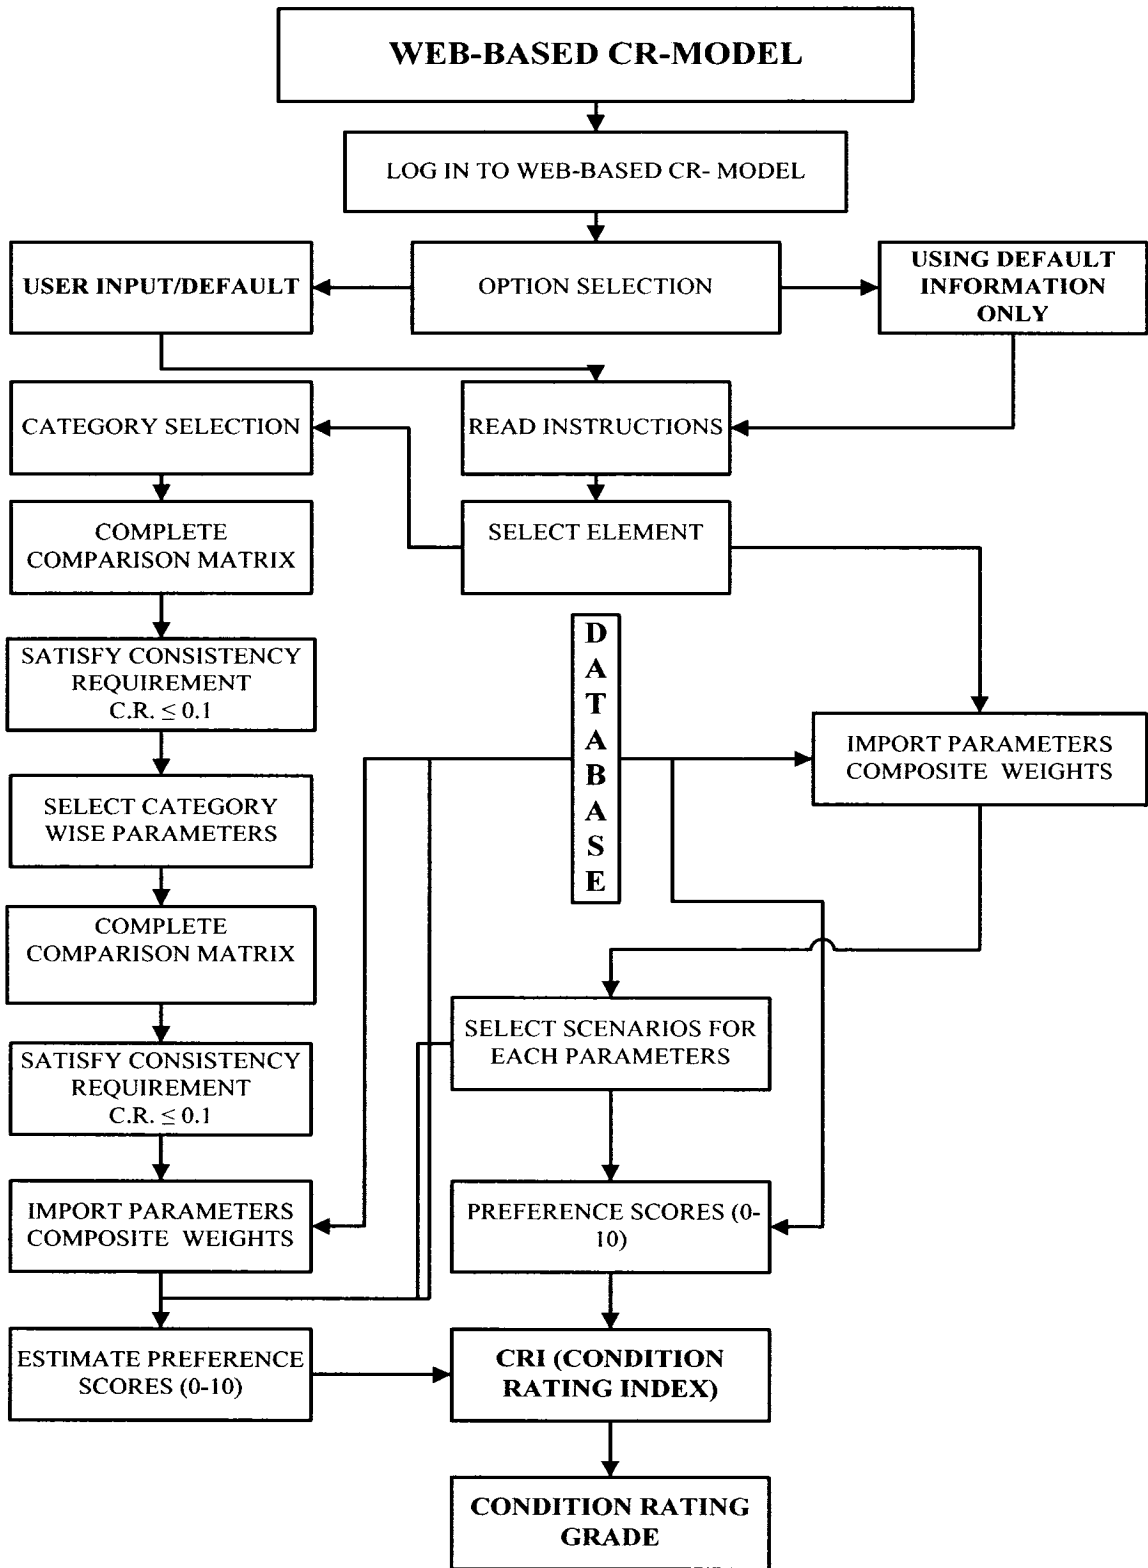 WEB-BASED CR-MODEL
LOG IN TO WEB-BASED CR- MODEL
USER INPUT/DEFAULT
OPTION SELECTION
USING DEFAULT
INFORMATION
ONLY
CATEGORY SELECTION
READ INSTRUCTIONS
COMPLETE
COMPARISON MATRIX
SELECT ELEMENT
DATABASE
SATISFY CONSISTENCY
REQUIREMENT
C.R. ≤ 0.1
IMPORT PARAMETERS
COMPOSITE WEIGHTS
SELECT CATEGORY
WISE PARAMETERS
COMPLETE
COMPARISON MATRIX
SELECT SCENARIOS FOR
EACH PARAMETERS
SATISFY CONSISTENCY
REQUIREMENT
C.R. ≤ 0.1
IMPORT PARAMETERS
COMPOSITE WEIGHTS
PREFERENCE SCORES (0-
10)
ESTIMATE PREFERENCE
SCORES (0-10)
CRI (CONDITION
RATING INDEX)
CONDITION RATING
GRADE